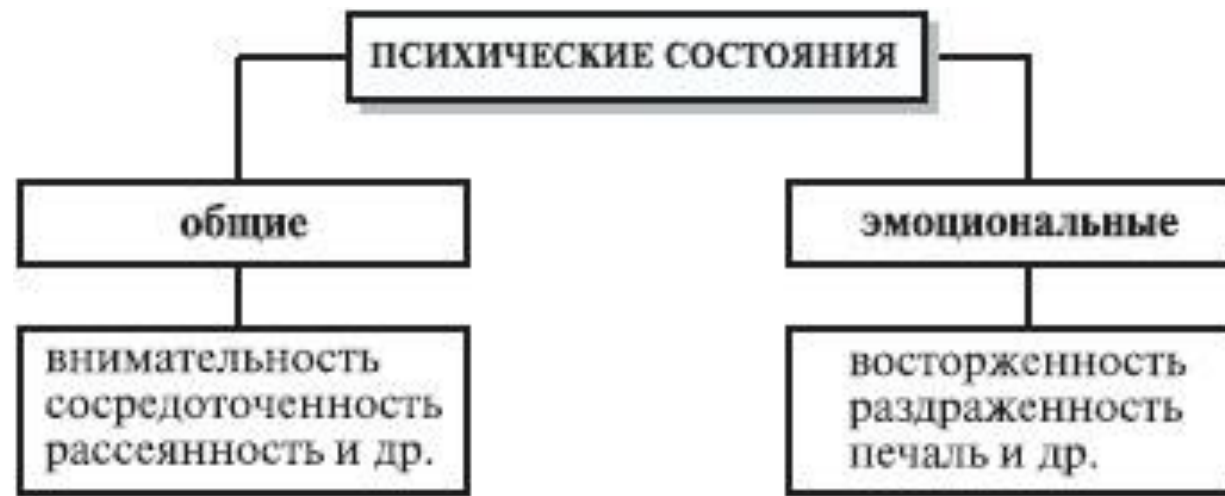 ПСИХИЧЕСКИЕ СОСТОЯНИЯ
общие
эмоциональные
внимательность
сосредоточенность
рассеянность и др.
восторженность
раздраженность
печаль и др.